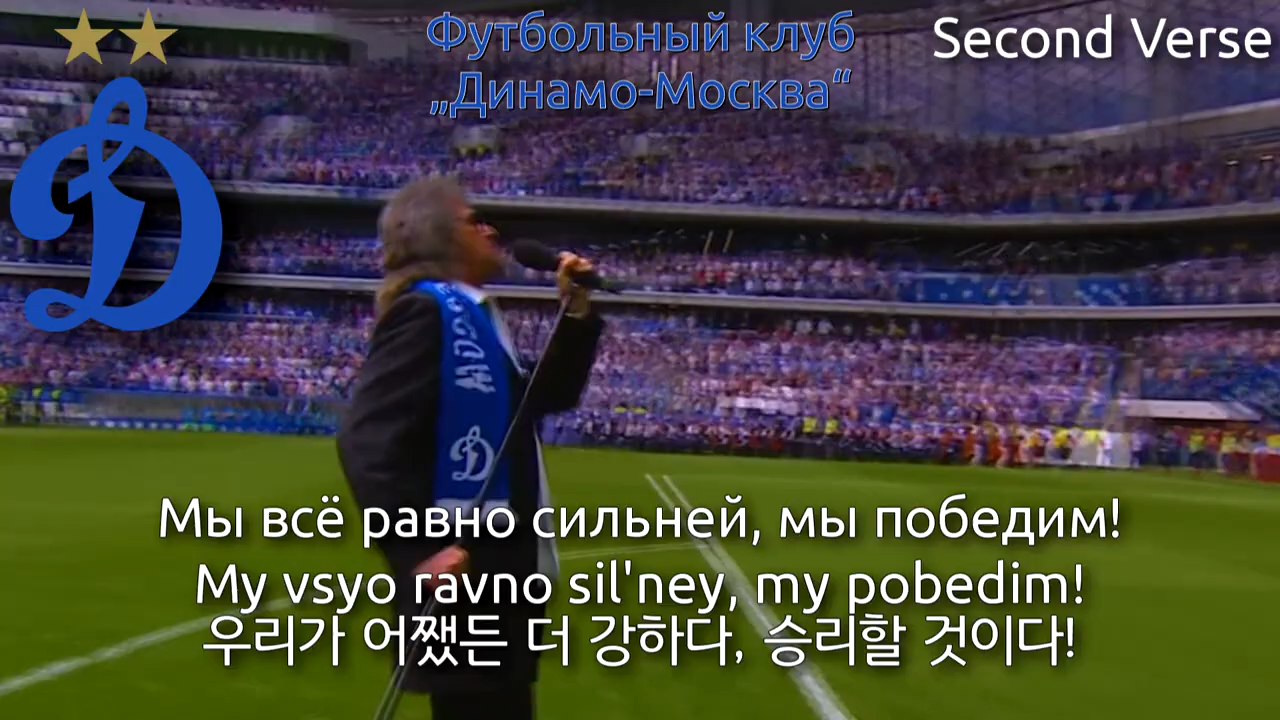 Футбольный клуб
„Динамо-Москва“
Second Verse
Мы всё равно сильней, мы победим!
My vsyo ravno sil'ney, my pobedim!
우리가 어쨌든 더 강하다, 승리할 것이다!